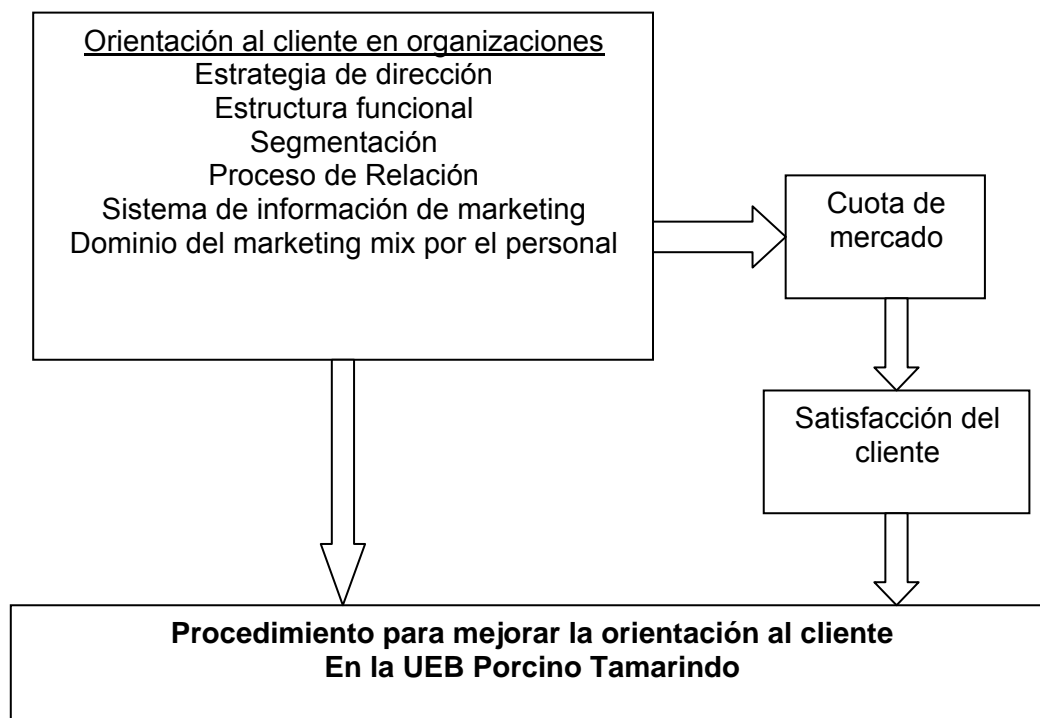 Orientación al cliente en organizaciones
Estrategia de dirección
Estructura funcional
Segmentación
Proceso de Relación
Sistema de información de marketing
Dominio del marketing mix por el personal
Cuota de
mercado
Satisfacción del
cliente
Procedimiento para mejorar la orientación al cliente
En la UEB Porcino Tamarindo